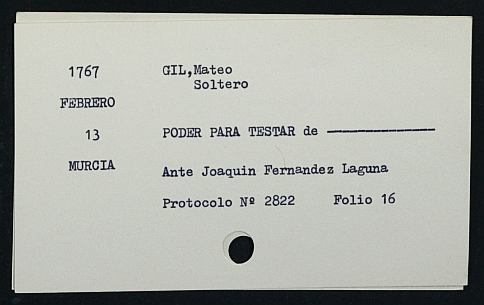 1767 GIL,Mateo
Soltero
FEBRERO
13 PODER PARA TESTAR de ———————
MURCIA Ante Joaquin Fernandez Laguna
Protocolo Nº 2822 Folio 16